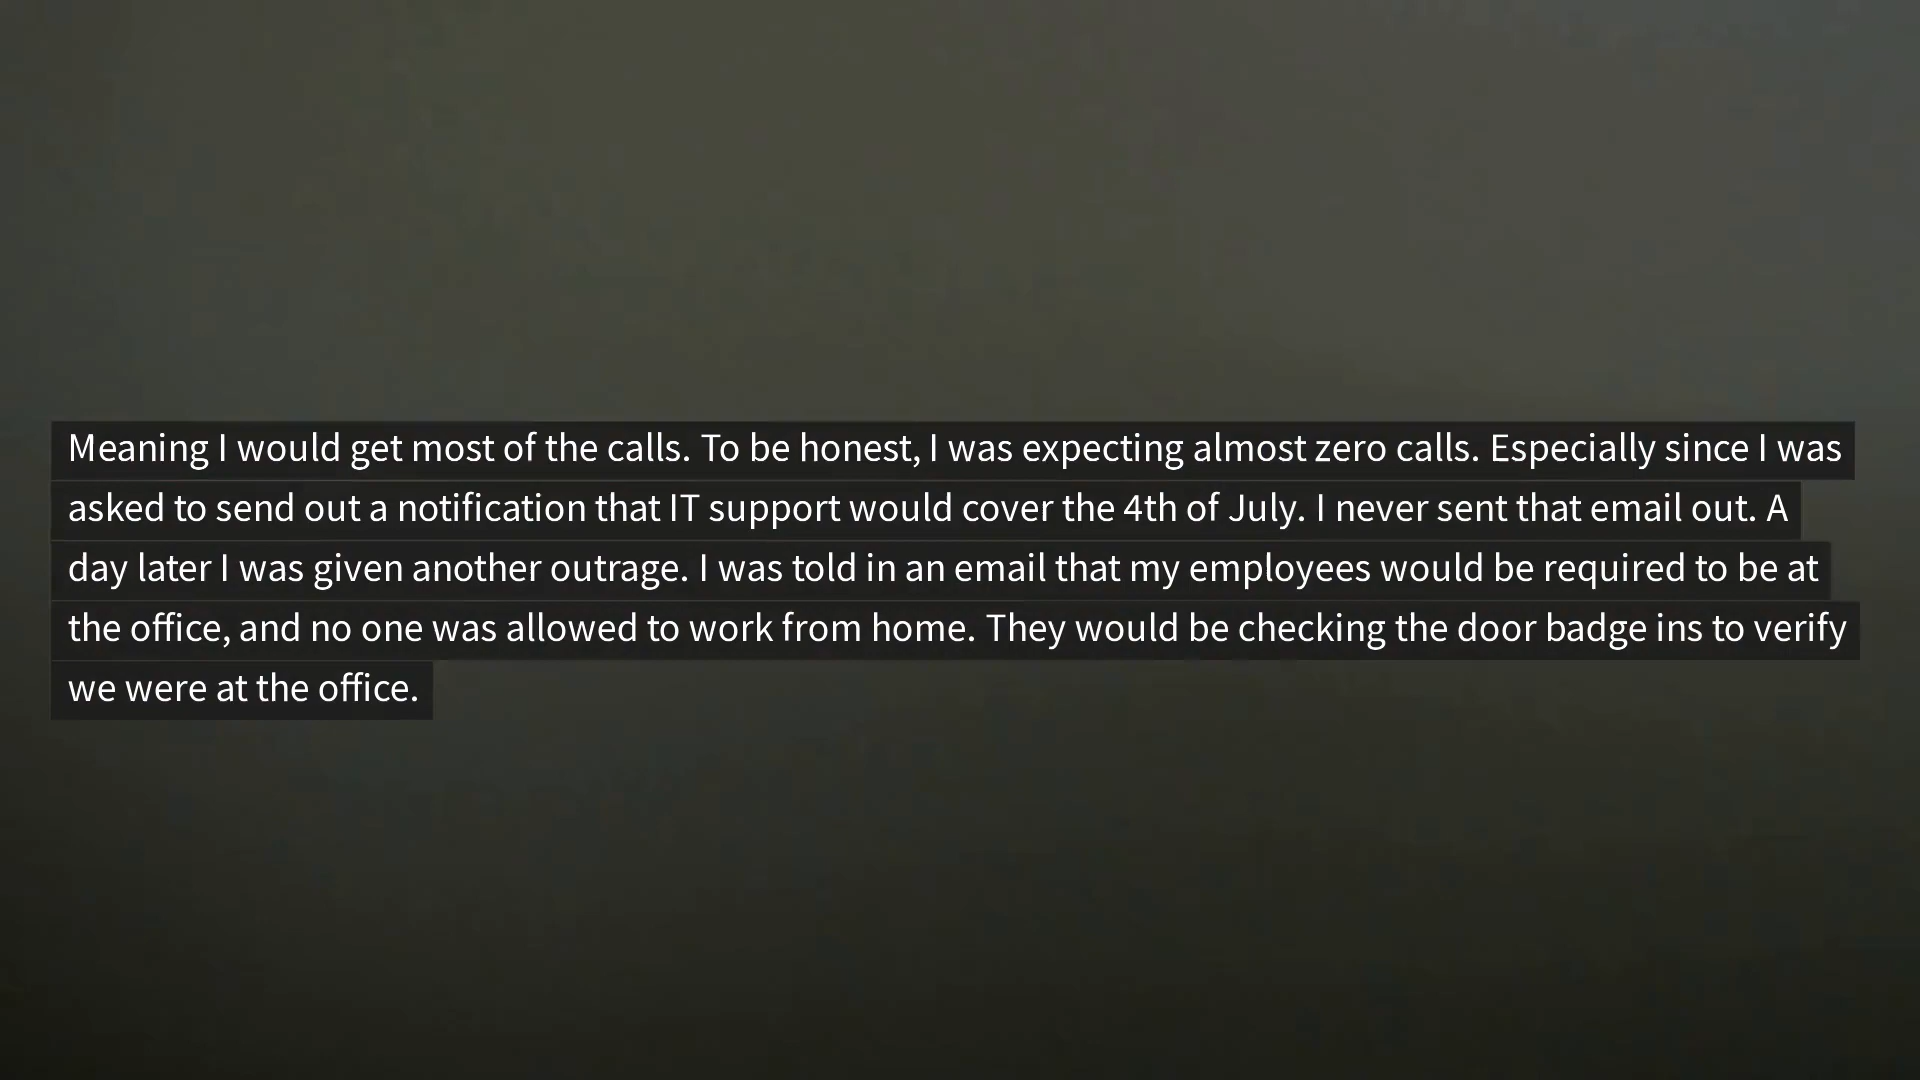 Meaning I would get most of the calls. To be honest, I was expecting almost zero calls. Especially since I was
asked to send out a notification that IT support would cover the 4th of July. I never sent that email out. A
day later I was given another outrage. I was told in an email that my employees would be required to be at
the office, and no one was allowed to work from home. They would be checking the door badge ins to verify
we were at the office.